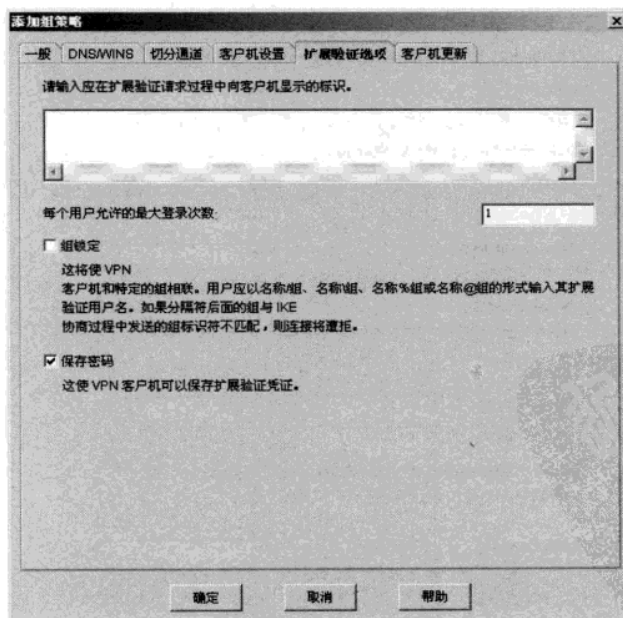 添加组策略
一般 DNS/WINS 切分通道 客户机设置 扩展验证选项 客户机更新
请输入应在扩展验证请求过程中向客户机显示的标识。
每个用户允许的最大登录次数:
1
组锁定
这将使 VPN
客户机和特定的组相联。用户应以名称/组、名称\组、名称%组或名称@组的形式输入其扩展
验证用户名。如果分隔符后面的组与 IKE
协商过程中发送的组标识符不匹配，则连接将遭拒。
保存密码
这使 VPN 客户机可以保存扩展验证凭证。
确定 取消 帮助